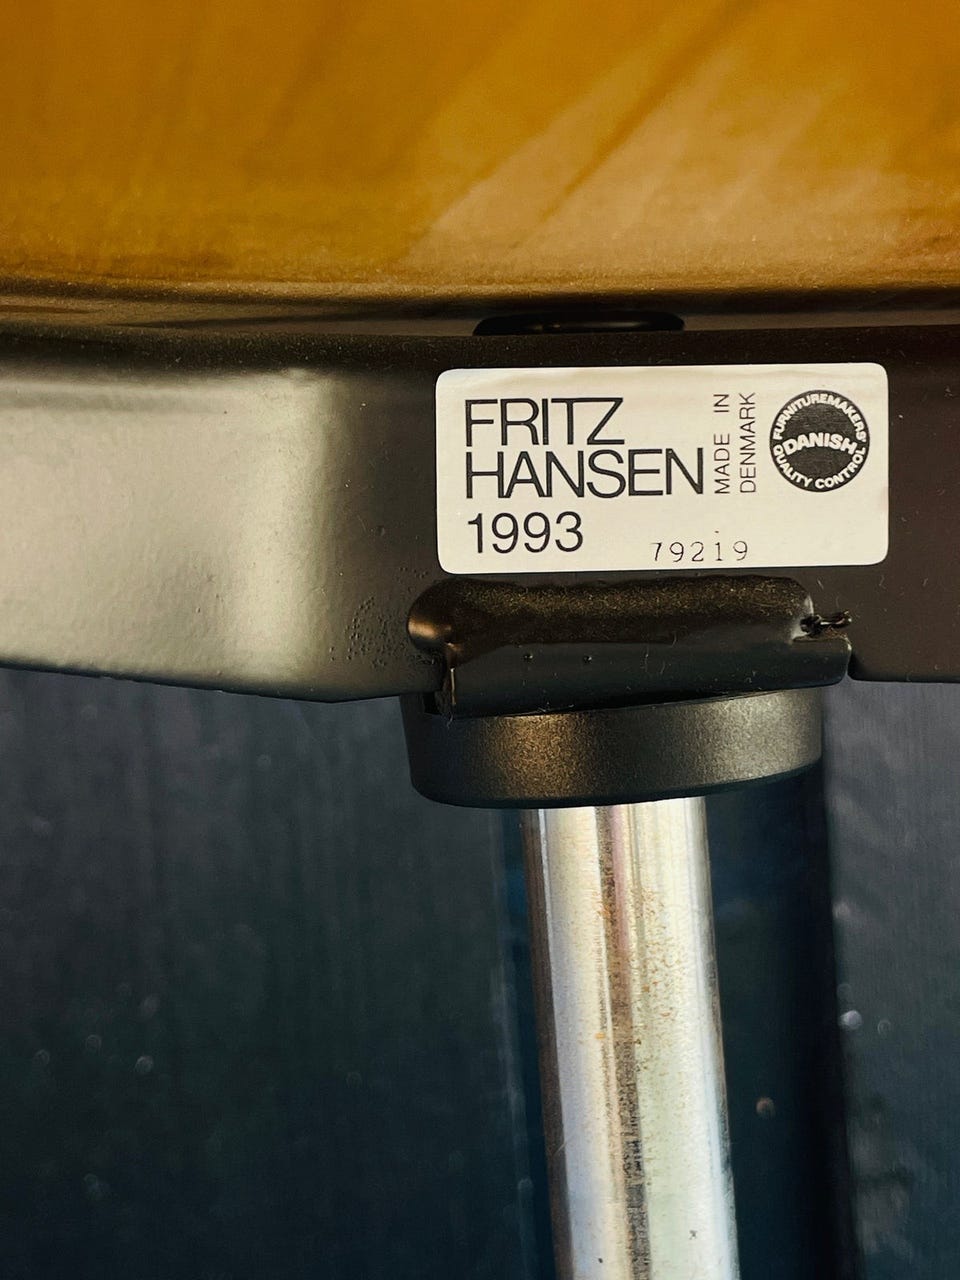 FRITZ
HANSEN
1993
MADE IN
DENMARK
FURNITUREMAKERS'
DANISH
QUALITY CONTROL
79219